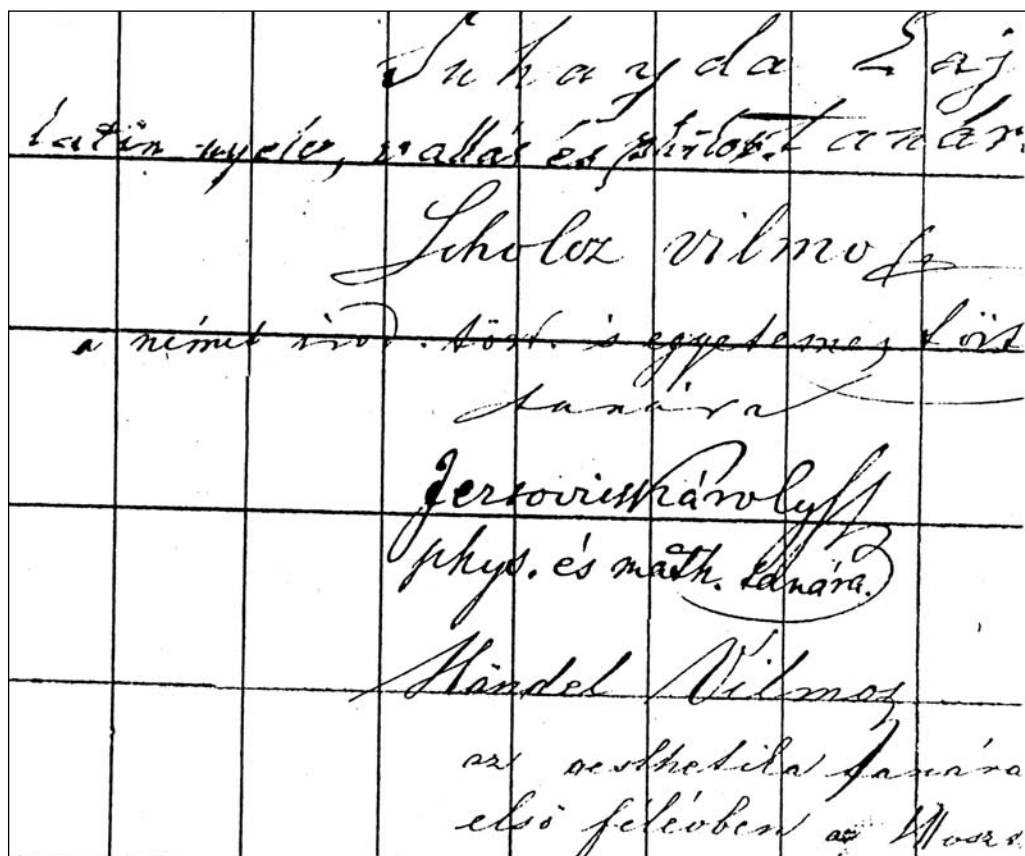 Suhayda Laj
latin nyelv, vallás és philos. tanár
Scholcz Vilmos
a német irod. tört. és egyetemes tört
tanára
Jezsovics Károly
phys. és math. tanára.
Händel Vilmos
az aesthetika tanára
első félévben az